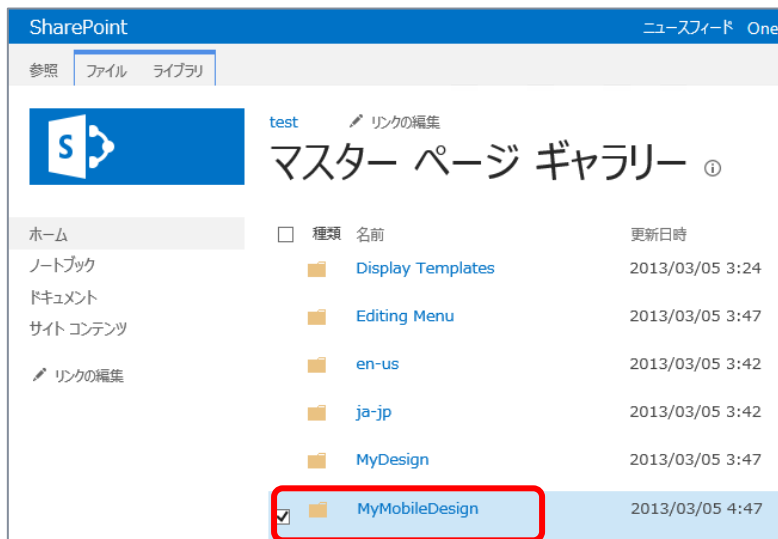 SharePoint ニュースフィード One
参照 ファイル ライブラリ
S
test リンクの編集
マスター ページ ギャラリー
ホーム
ノートブック
ドキュメント
サイト コンテンツ
リンクの編集
種類 名前 更新日時
Display Templates 2013/03/05 3:24
Editing Menu 2013/03/05 3:47
en-us 2013/03/05 3:42
ja-jp 2013/03/05 3:42
MyDesign 2013/03/05 3:47
MyMobileDesign 2013/03/05 4:47